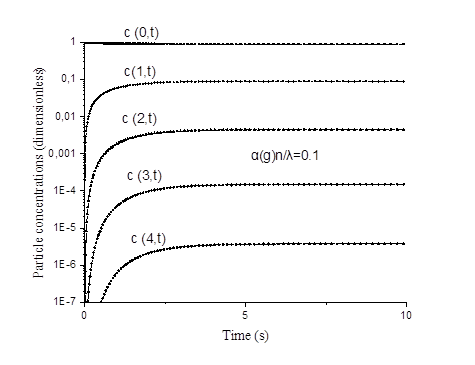 c (0,t)
1
c(1,t)
0,1
c (2,t)
0,01
α(g)n/λ=0.1
0,001
c (3,t)
1E-4
1E-5
c (4,t)
1E-6
1E-7
0
5
10
Time (s)
Particle concentrations (dimensionless)